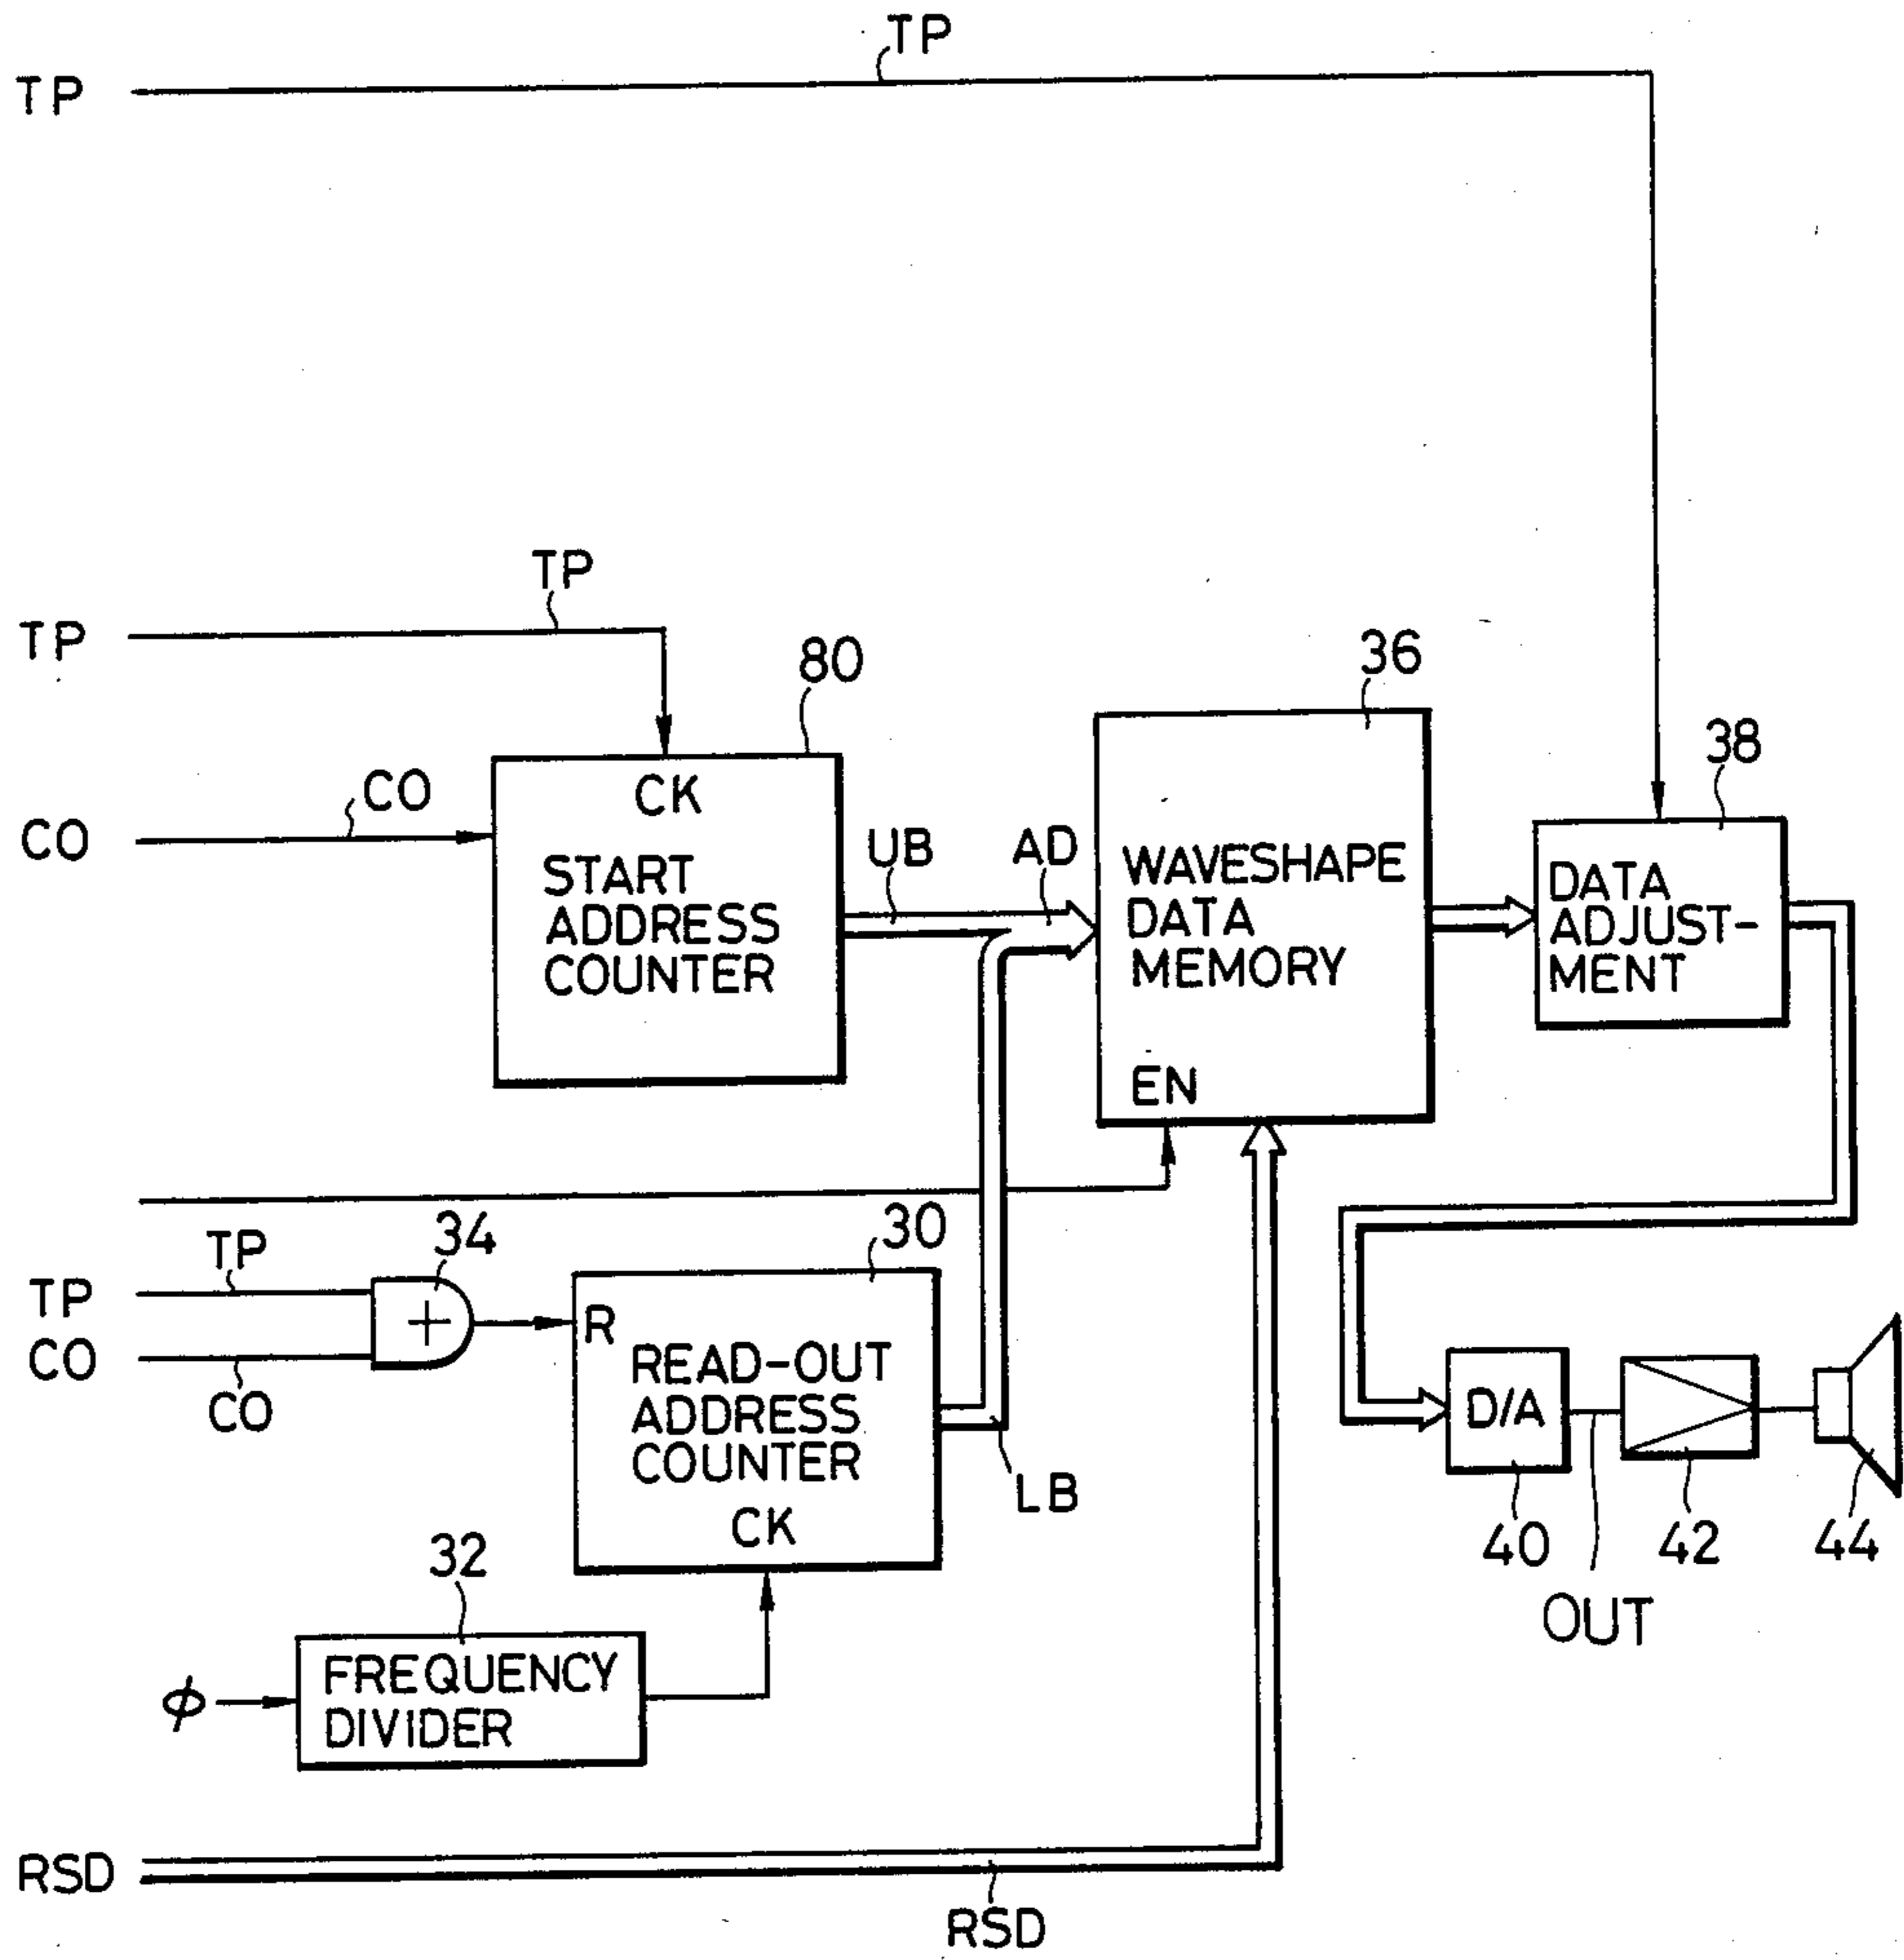 TP
TP
TP
TP
80
36
38
CO
CO
CK
START
ADDRESS
COUNTER
UB
AD
WAVESHAPE
DATA
MEMORY
EN
DATA
ADJUST-
MENT
TP
TP
34
30
CO
CO
R
READ-OUT
ADDRESS
COUNTER
CK
LB
D/A
40
42
44
OUT
32
φ
FREQUENCY
DIVIDER
RSD
RSD